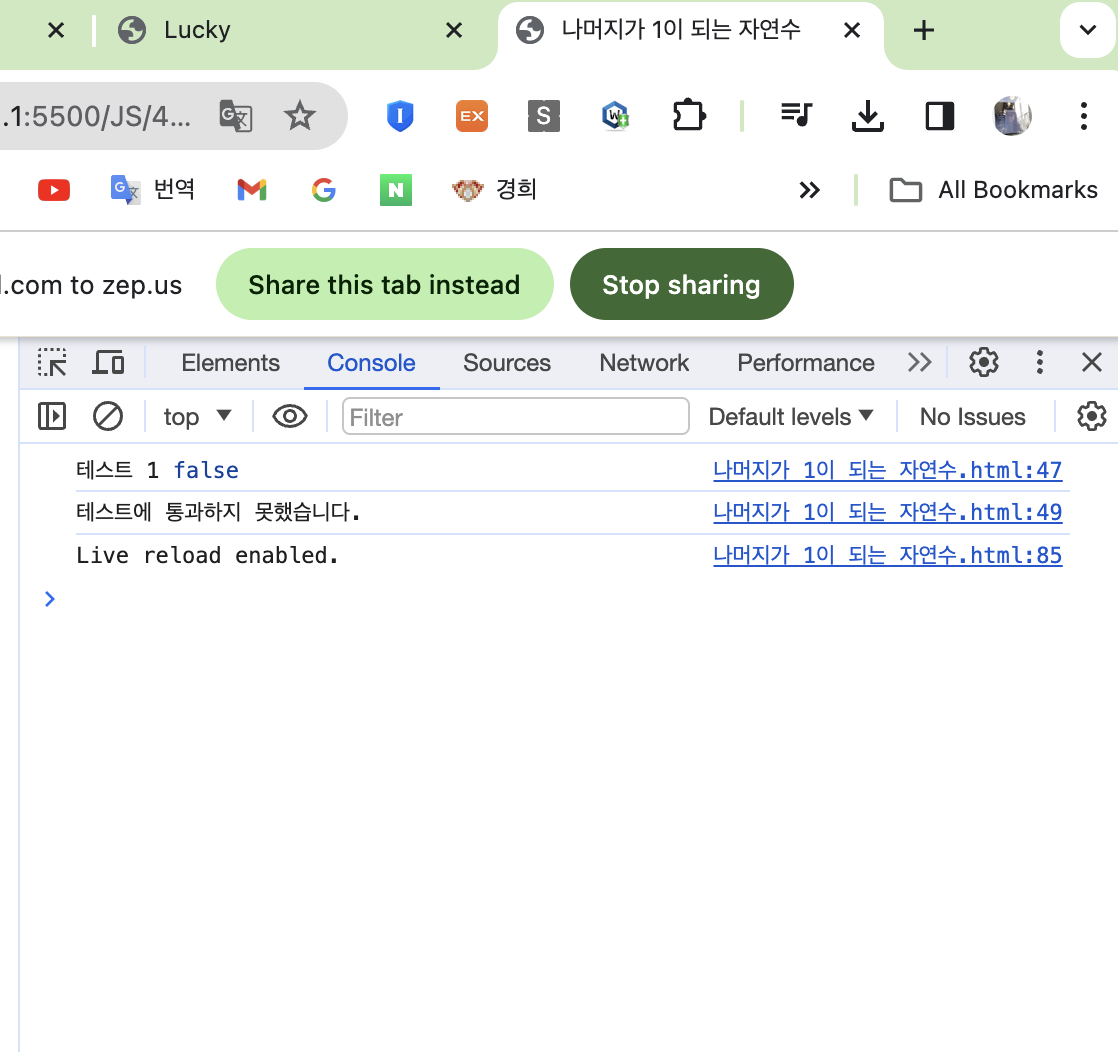 Lucky
나머지가 1이 되는 자연수
.1:5500/JS/4...
EX
S
번역
N
경희
All Bookmarks
.com to zep.us
Share this tab instead
Stop sharing
Elements
Console
Sources
Network
Performance
top
Filter
Default levels
No Issues
테스트 1 false 나머지가 1이 되는 자연수.html:47
테스트에 통과하지 못했습니다. 나머지가 1이 되는 자연수.html:49
Live reload enabled. 나머지가 1이 되는 자연수.html:85